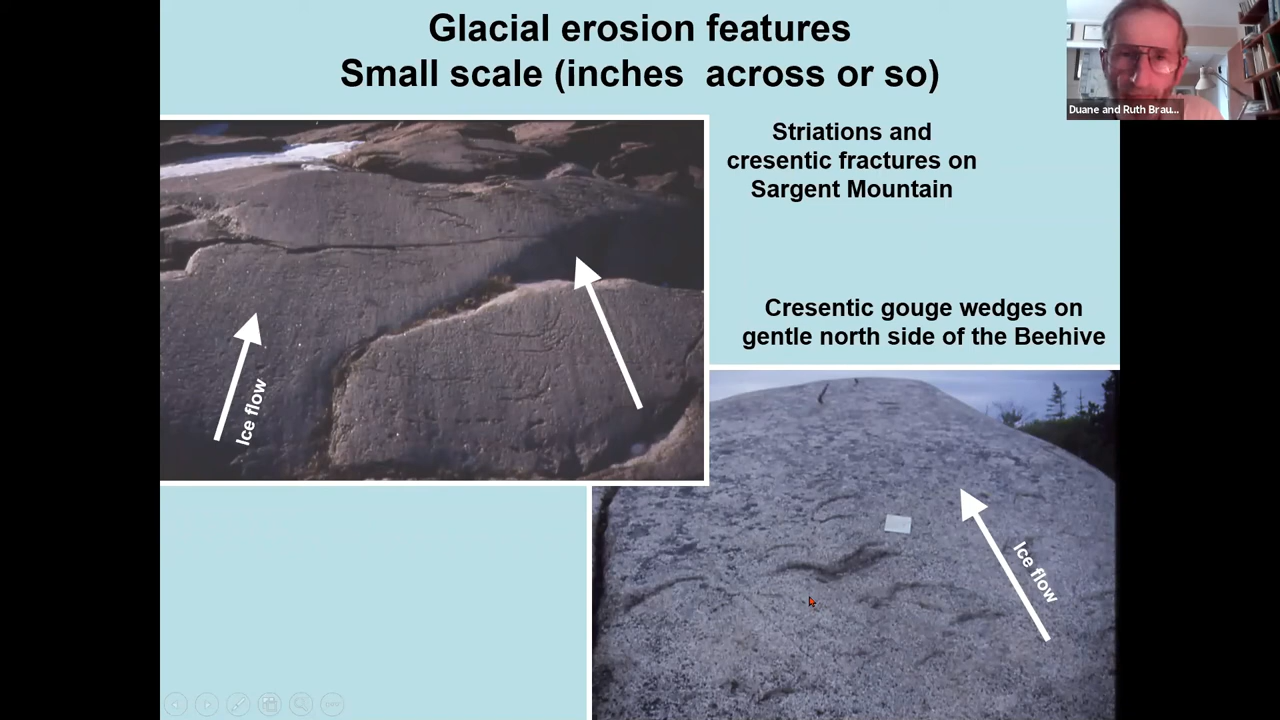 Glacial erosion features
Small scale (inches across or so)
Duane and Ruth Brau...
Striations and
cresentic fractures on
Sargent Mountain
Cresentic gouge wedges on
gentle north side of the Beehive
Ice flow
Ice flow